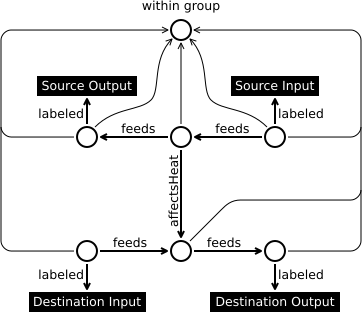 within group
Source Output
Source Input
labeled
labeled
feeds
feeds
affectsHeat
feeds
feeds
labeled
labeled
Destination Input
Destination Output